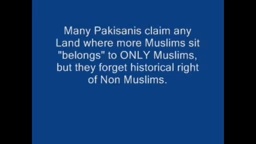 Many Pakisanis claim any
Land where more Muslims sit
"belongs" to ONLY Muslims,
but they forget historical right
of Non Muslims.